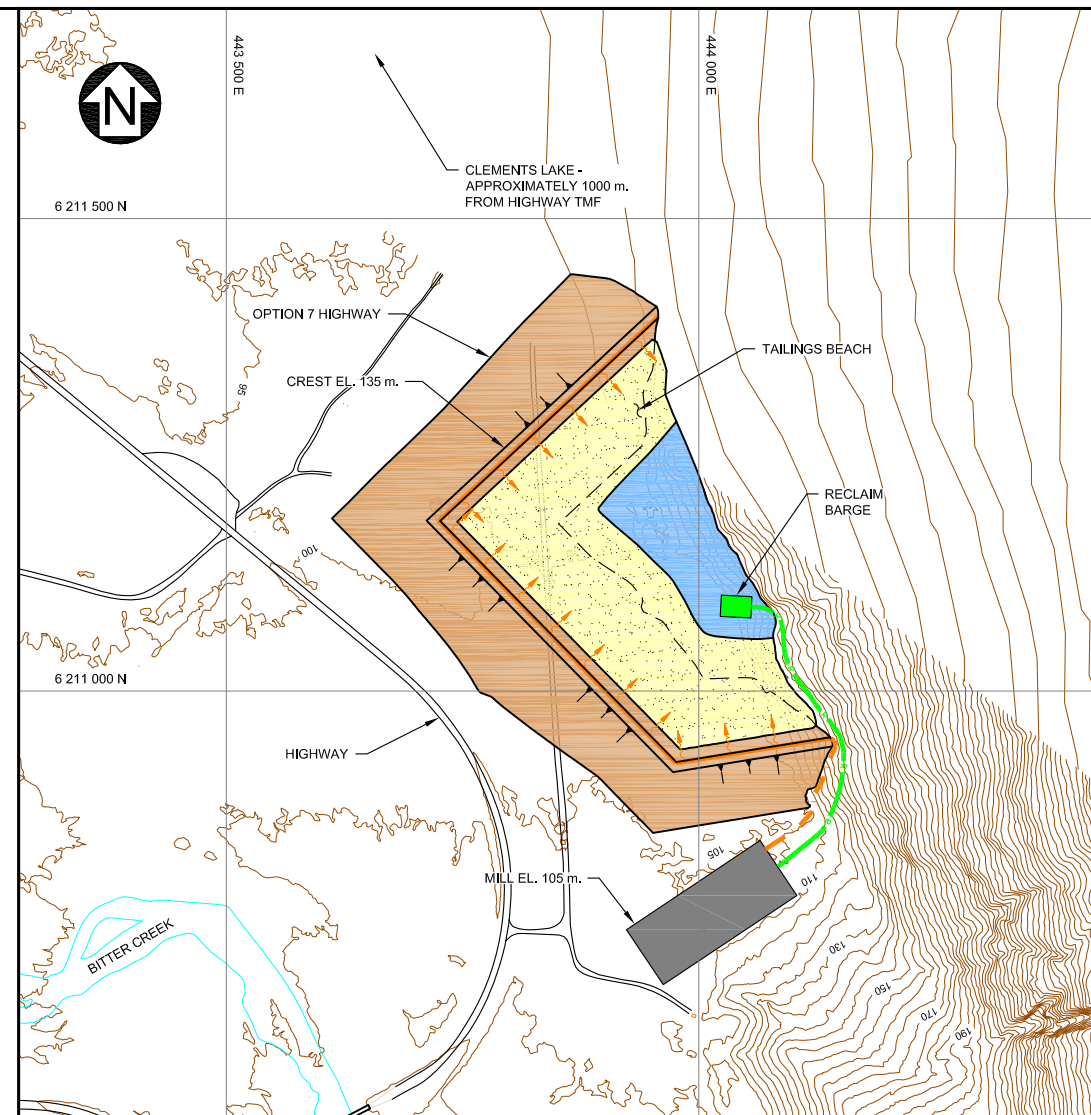 443 500 E
444 000 E
N
CLEMENTS LAKE -
APPROXIMATELY 1000 m.
FROM HIGHWAY TMF
6 211 500 N
OPTION 7 HIGHWAY
TAILINGS BEACH
CREST EL. 135 m.
95
RECLAIM
BARGE
100
6 211 000 N
HIGHWAY
105
MILL EL. 105 m.
110
BITTER CREEK
130
150
170
190